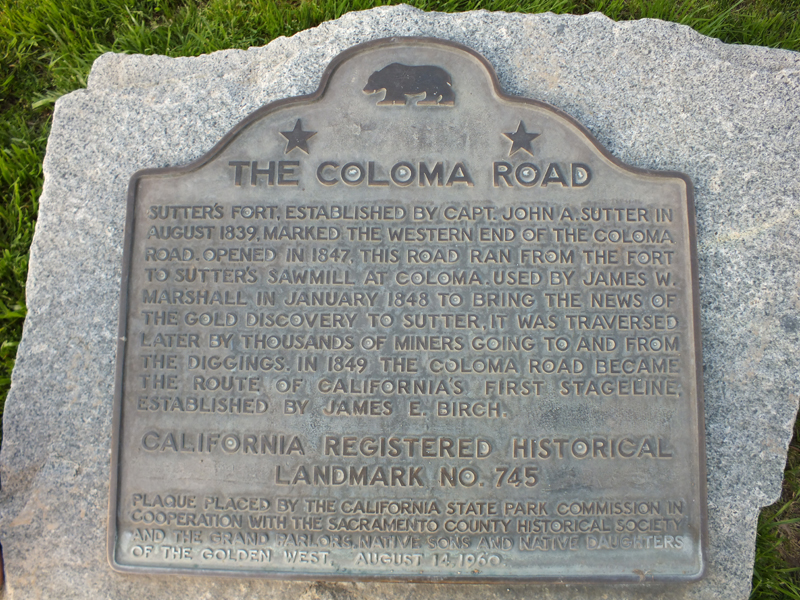 THE COLOMA ROAD
SUTTER'S FORT, ESTABLISHED BY CAPT. JOHN A. SUTTER IN
AUGUST 1839, MARKED THE WESTERN END OF THE COLOMA
ROAD. OPENED IN 1847, THIS ROAD RAN FROM THE FORT
TO SUTTER'S SAWMILL AT COLOMA. USED BY JAMES W.
MARSHALL IN JANUARY 1848 TO BRING THE NEWS OF
THE GOLD DISCOVERY TO SUTTER, IT WAS TRAVERSED
LATER BY THOUSANDS OF MINERS GOING TO AND FROM
THE DIGGINGS. IN 1849 THE COLOMA ROAD BECAME
THE ROUTE OF CALIFORNIA'S FIRST STAGELINE,
ESTABLISHED BY JAMES E. BIRCH.
CALIFORNIA REGISTERED HISTORICAL
LANDMARK NO. 745
PLAQUE PLACED BY THE CALIFORNIA STATE PARK COMMISSION IN
COOPERATION WITH THE SACRAMENTO COUNTY HISTORICAL SOCIETY
AND THE GRAND PARLORS, NATIVE SONS AND NATIVE DAUGHTERS
OF THE GOLDEN WEST, AUGUST 14, 1960.